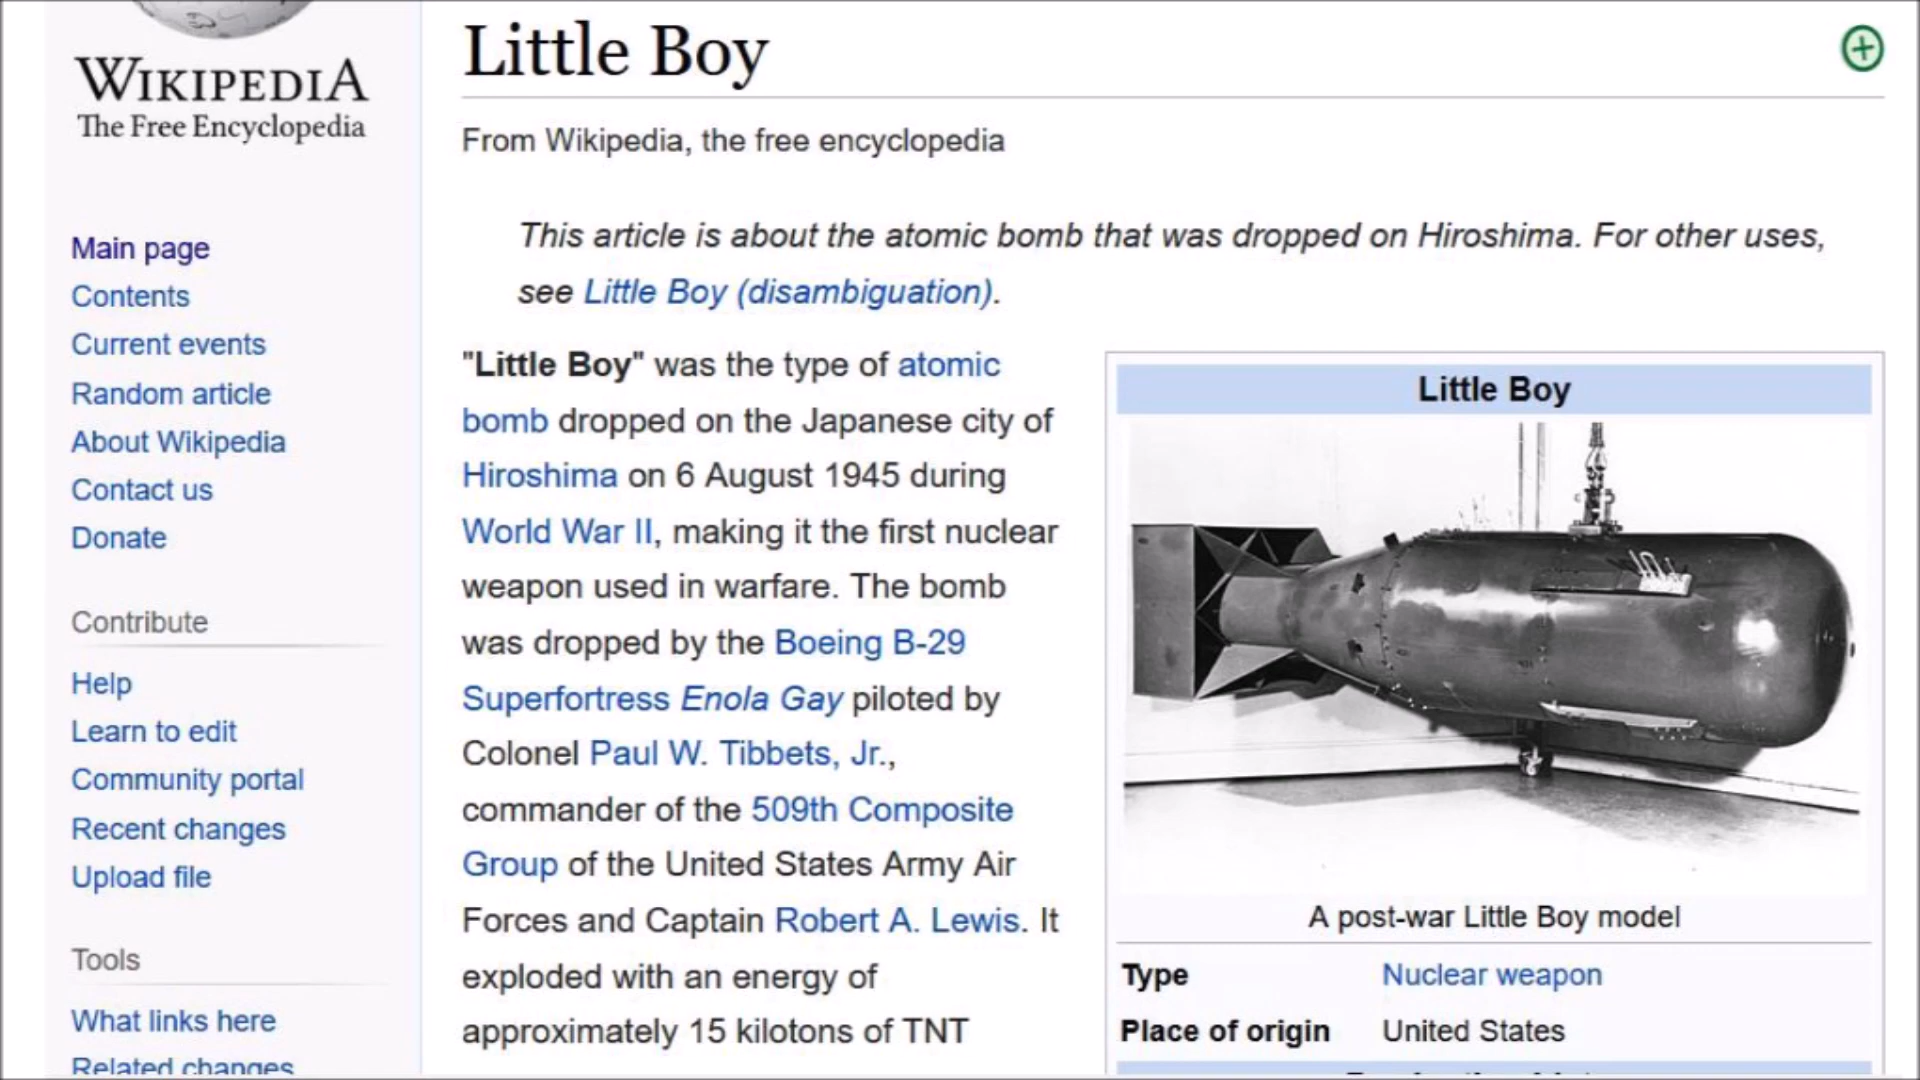 WIKIPEDIA
The Free Encyclopedia
Main page
Contents
Current events
Random article
About Wikipedia
Contact us
Donate
Contribute
Help
Learn to edit
Community portal
Recent changes
Upload file
Tools
What links here
Related changes
Little Boy
From Wikipedia, the free encyclopedia
This article is about the atomic bomb that was dropped on Hiroshima. For other uses,
see Little Boy (disambiguation).
"Little Boy" was the type of atomic
bomb dropped on the Japanese city of
Hiroshima on 6 August 1945 during
World War II, making it the first nuclear
weapon used in warfare. The bomb
was dropped by the Boeing B-29
Superfortress Enola Gay piloted by
Colonel Paul W. Tibbets, Jr.,
commander of the 509th Composite
Group of the United States Army Air
Forces and Captain Robert A. Lewis. It
exploded with an energy of
approximately 15 kilotons of TNT
Little Boy
A post-war Little Boy model
Type Nuclear weapon
Place of origin United States